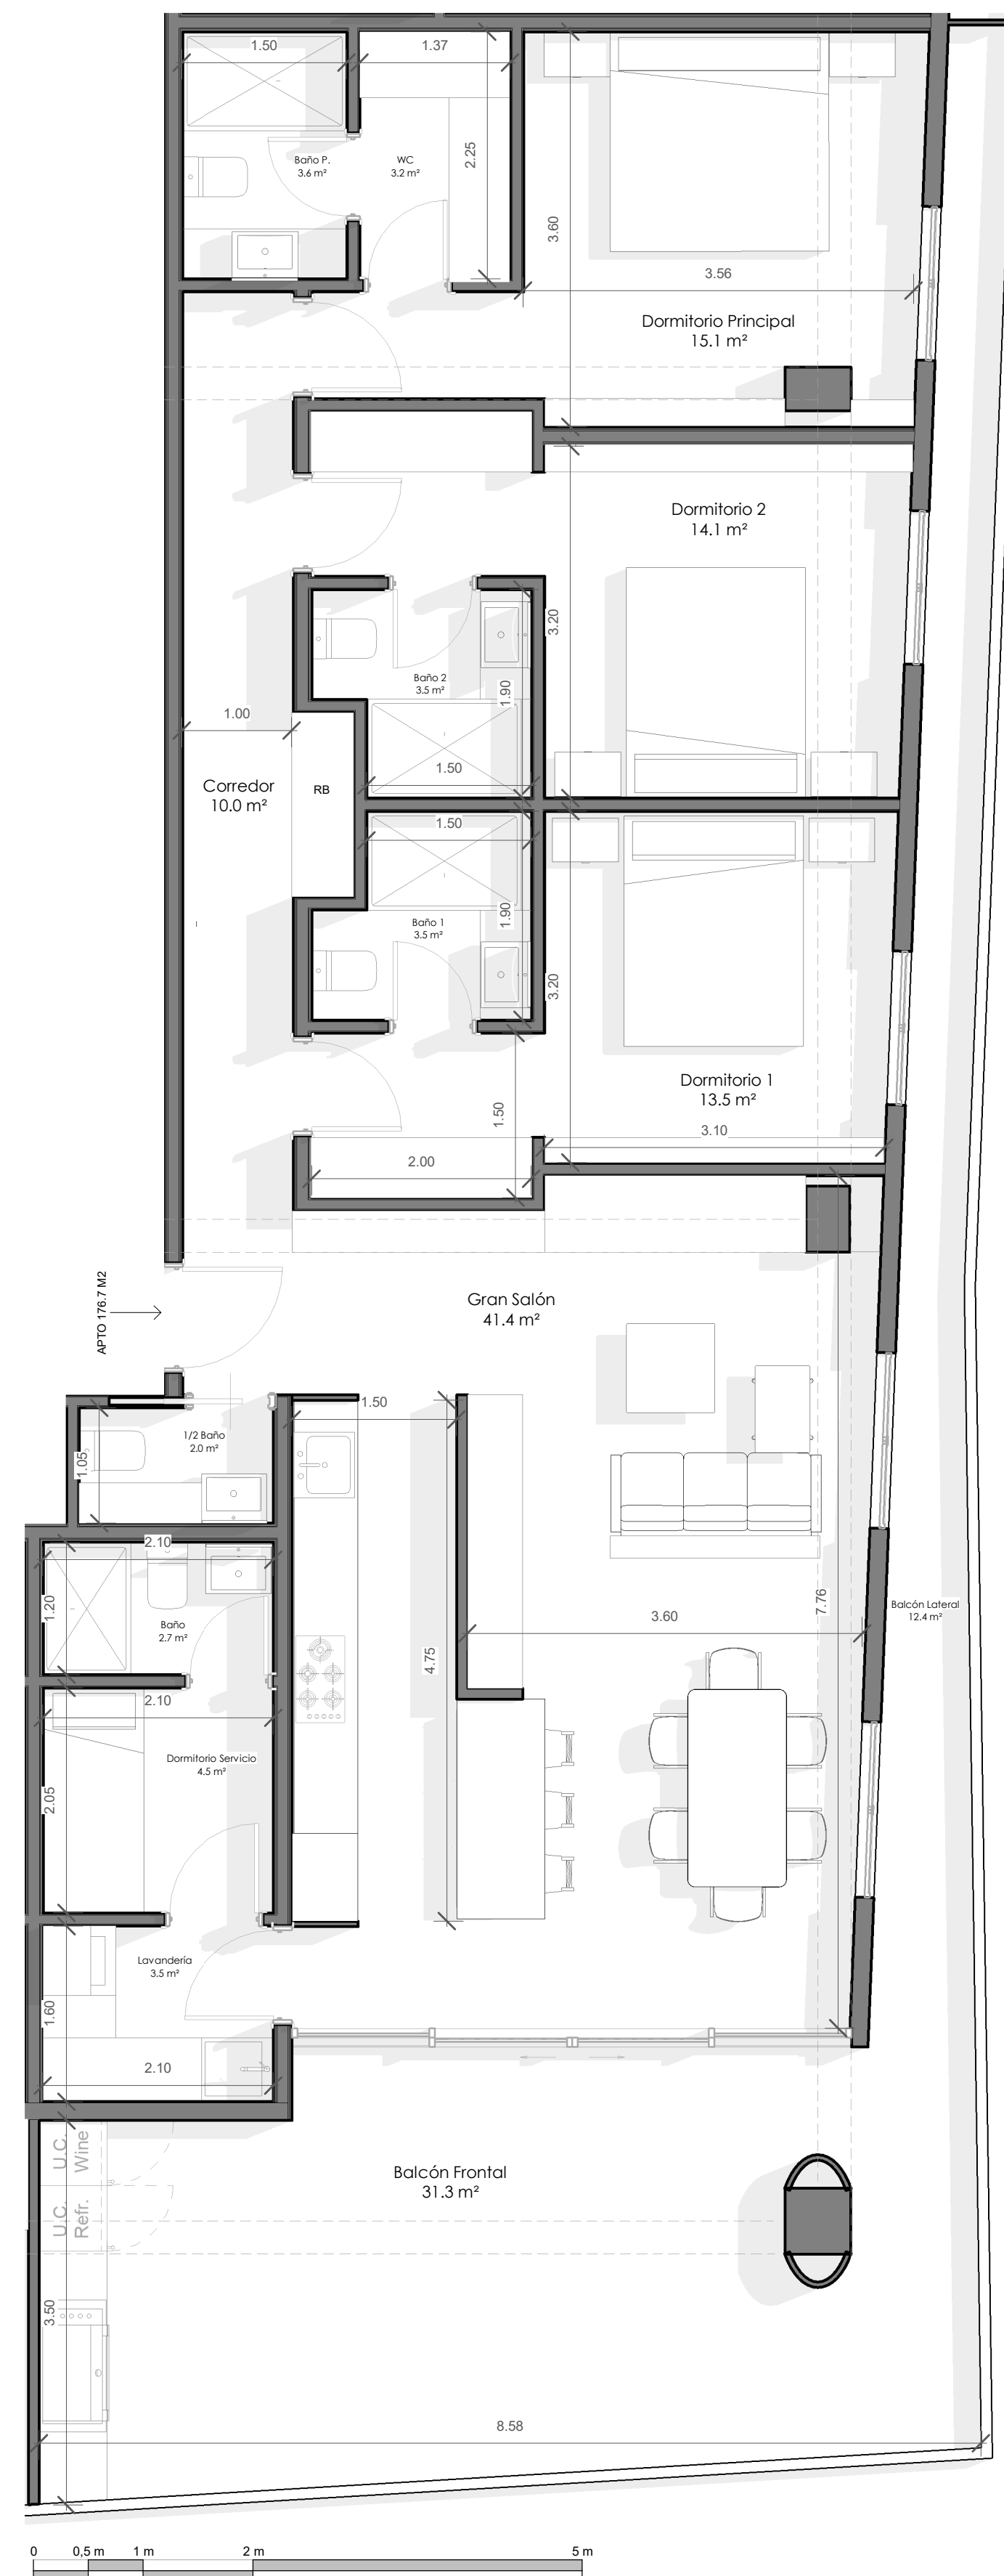 1.50
1.37
Baño P.
3.6 m²
WC
3.2 m²
2.25
3.60
3.56
Dormitorio Principal
15.1 m²
Dormitorio 2
14.1 m²
3.20
Baño 2
3.5 m²
1.90
1.00
1.50
Corredor
10.0 m²
RB
1.50
Baño 1
3.5 m²
1.90
3.20
Dormitorio 1
13.5 m²
1.50
3.10
2.00
APTO 176.7 M2
Gran Salón
41.4 m²
1.50
1/2 Baño
2.0 m²
1.05
2.10
1.20
Baño
2.7 m²
7.76
Balcón Lateral
12.4 m²
3.60
4.75
2.10
Dormitorio Servicio
4.5 m²
2.05
Lavandería
3.5 m²
1.60
2.10
U.C.
Wine
Balcón Frontal
31.3 m²
U.C.
Refr.
3.50
8.58
0 0,5 m 1 m 2 m 5 m